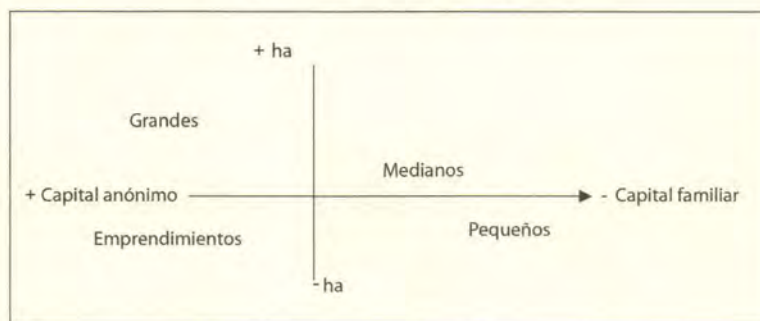 + ha
Grandes
Medianos
+ Capital anónimo
- Capital familiar
Emprendimientos
Pequeños
- ha